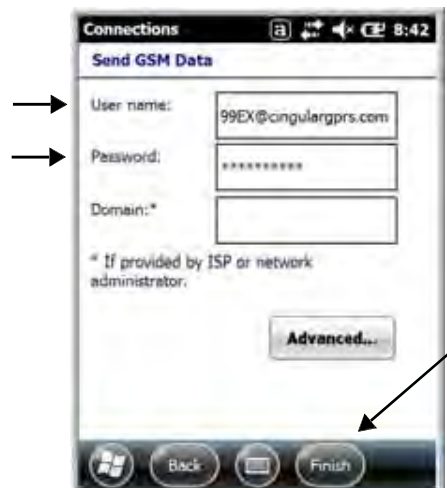 Connections 8:42
Send GSM Data
User name: 99EX@cingulargprs.com
Password: **********
Domain:*
* If provided by ISP or network
administrator.
Advanced...
Back Finish